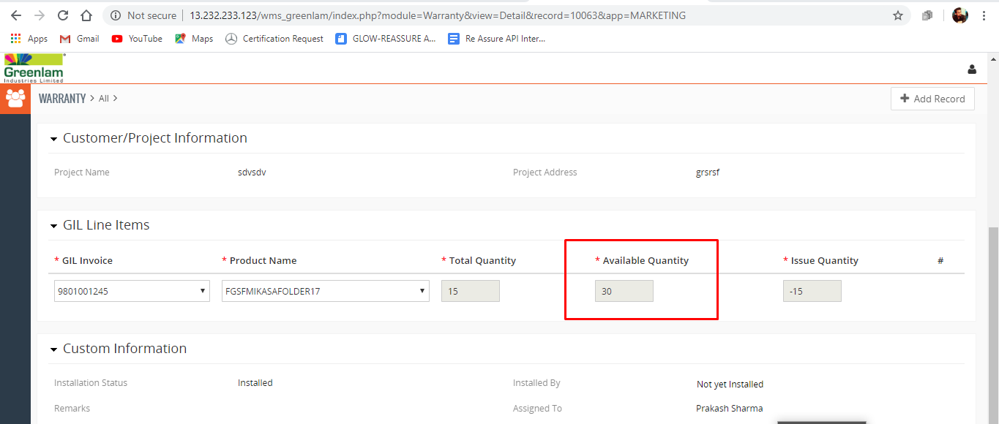 Not secure 13.232.233.123/wms_greenlam/index.php?module=Warranty&view=Detail&record=10063&app=MARKETING
Apps Gmail YouTube Maps Certification Request GLOW-REASSURE A... Re Assure API Inter...
Greenlam
Industries Limited
WARRANTY > All >
+ Add Record
Customer/Project Information
Project Name sdvsdv Project Address grsrsf
GIL Line Items
* GIL Invoice * Product Name * Total Quantity * Available Quantity * Issue Quantity #
9801001245 FGSFMIKASAFOLDER17 15 30 -15
Custom Information
Installation Status Installed Installed By Not yet Installed
Remarks Assigned To Prakash Sharma